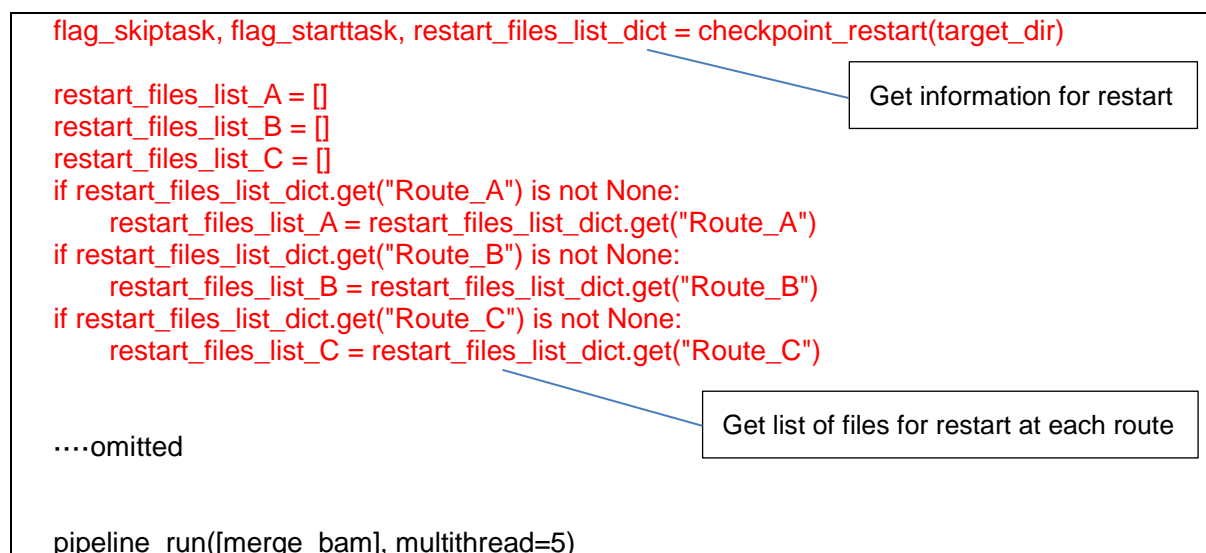 flag_skiptask, flag_starttask, restart_files_list_dict = checkpoint_restart(target_dir)
Get information for restart
restart_files_list_A = []
restart_files_list_B = []
restart_files_list_C = []
if restart_files_list_dict.get("Route_A") is not None:
restart_files_list_A = restart_files_list_dict.get("Route_A")
if restart_files_list_dict.get("Route_B") is not None:
restart_files_list_B = restart_files_list_dict.get("Route_B")
if restart_files_list_dict.get("Route_C") is not None:
restart_files_list_C = restart_files_list_dict.get("Route_C")
Get list of files for restart at each route
····omitted
pipeline_run([merge_bam], multithread=5)